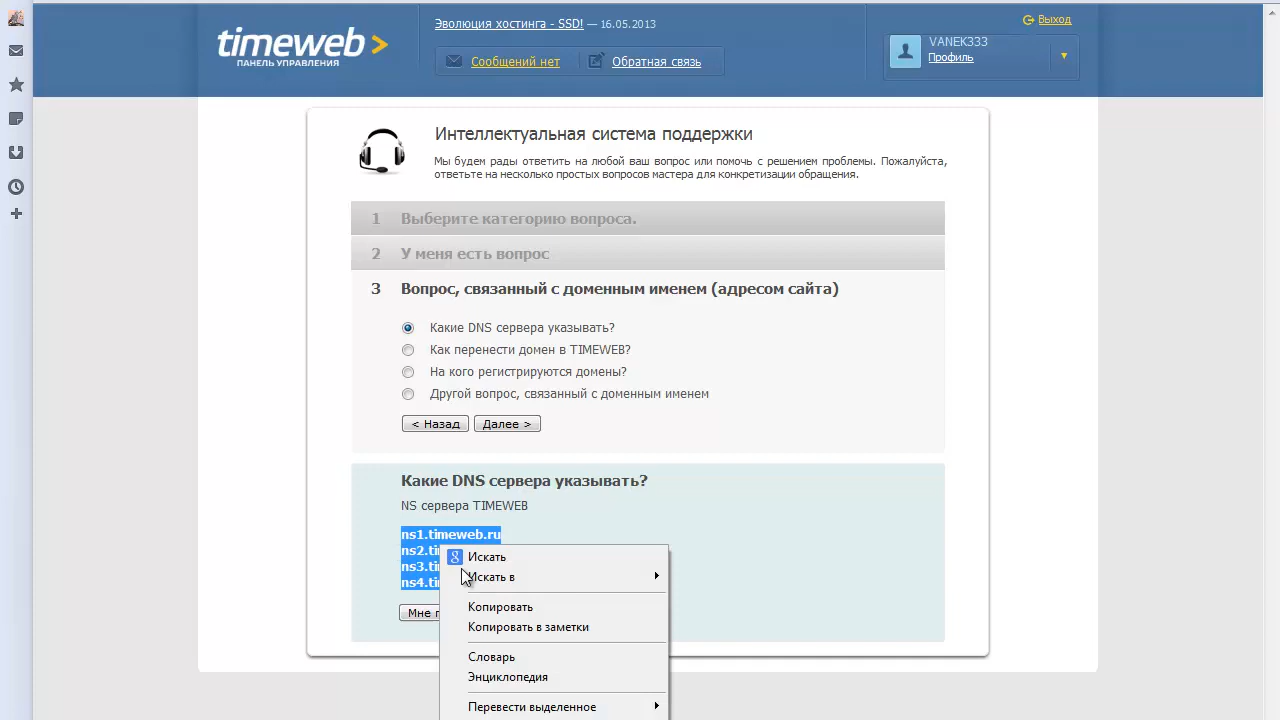 timeweb>
ПАНЕЛЬ УПРАВЛЕНИЯ
Эволюция хостинга - SSD! — 16.05.2013
Сообщений нет
Обратная связь
Выход
VANEK333
Профиль
Интеллектуальная система поддержки
Мы будем рады ответить на любой ваш вопрос или помочь с решением проблемы. Пожалуйста,
ответьте на несколько простых вопросов мастера для конкретизации обращения.
1 Выберите категорию вопроса.
2 У меня есть вопрос
3 Вопрос, связанный с доменным именем (адресом сайта)
Какие DNS сервера указывать?
Как перенести домен в TIMEWEB?
На кого регистрируются домены?
Другой вопрос, связанный с доменным именем
< Назад
Далее >
Какие DNS сервера указывать?
NS сервера TIMEWEB
ns1.timeweb.ru
ns2.ti
ns3.ti
ns4.ti
Мне
Искать
Искать в
Копировать
Копировать в заметки
Словарь
Энциклопедия
Перевести выделенное